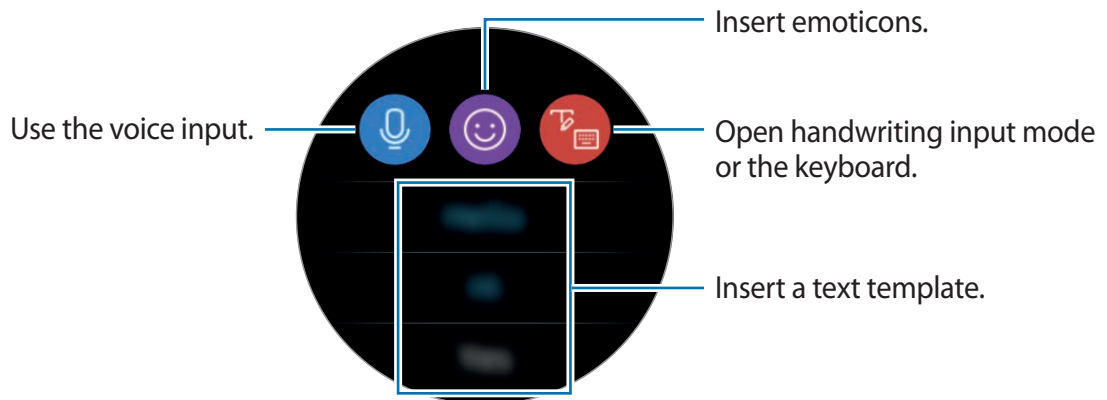 Insert emoticons.
Use the voice input.
Open handwriting input mode
or the keyboard.
Insert a text template.